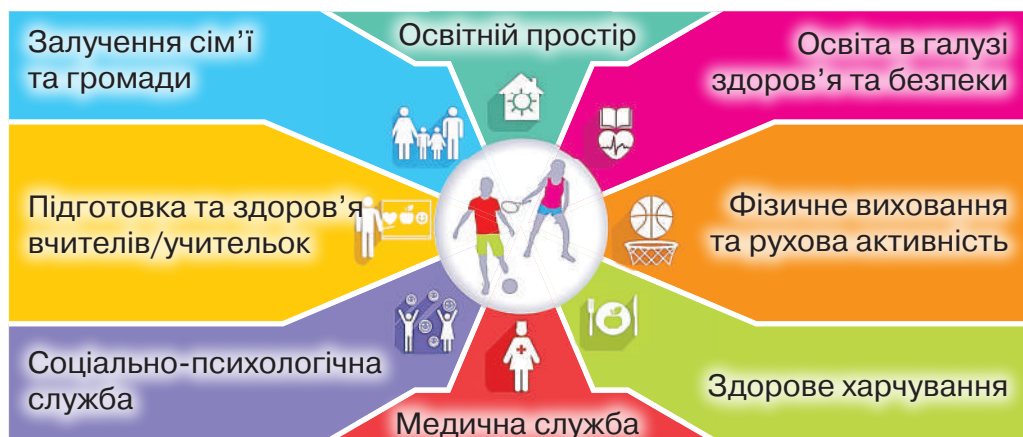 Залучення сім’ї
та громади
Освітній простір
Освіта в галузі
здоров’я та безпеки
Підготовка та здоров’я
вчителів/учительок
Фізичне виховання
та рухова активність
Соціально-психологічна
служба
Медична служба
Здорове харчування